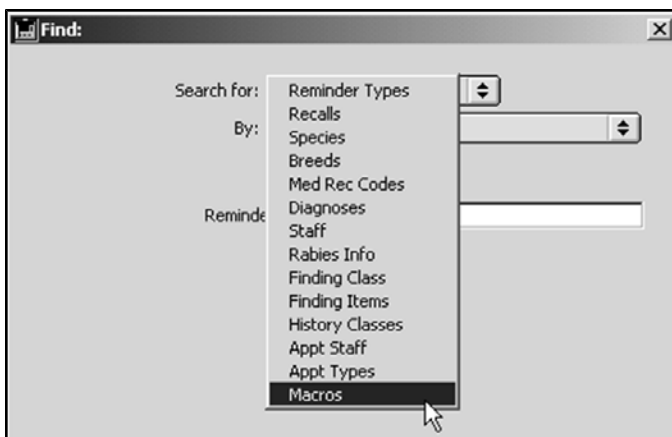 Find:
Search for:
Reminder Types
Recalls
By:
Species
Breeds
Med Rec Codes
Diagnoses
Staff
Rabies Info
Finding Class
Finding Items
History Classes
Appt Staff
Appt Types
Macros